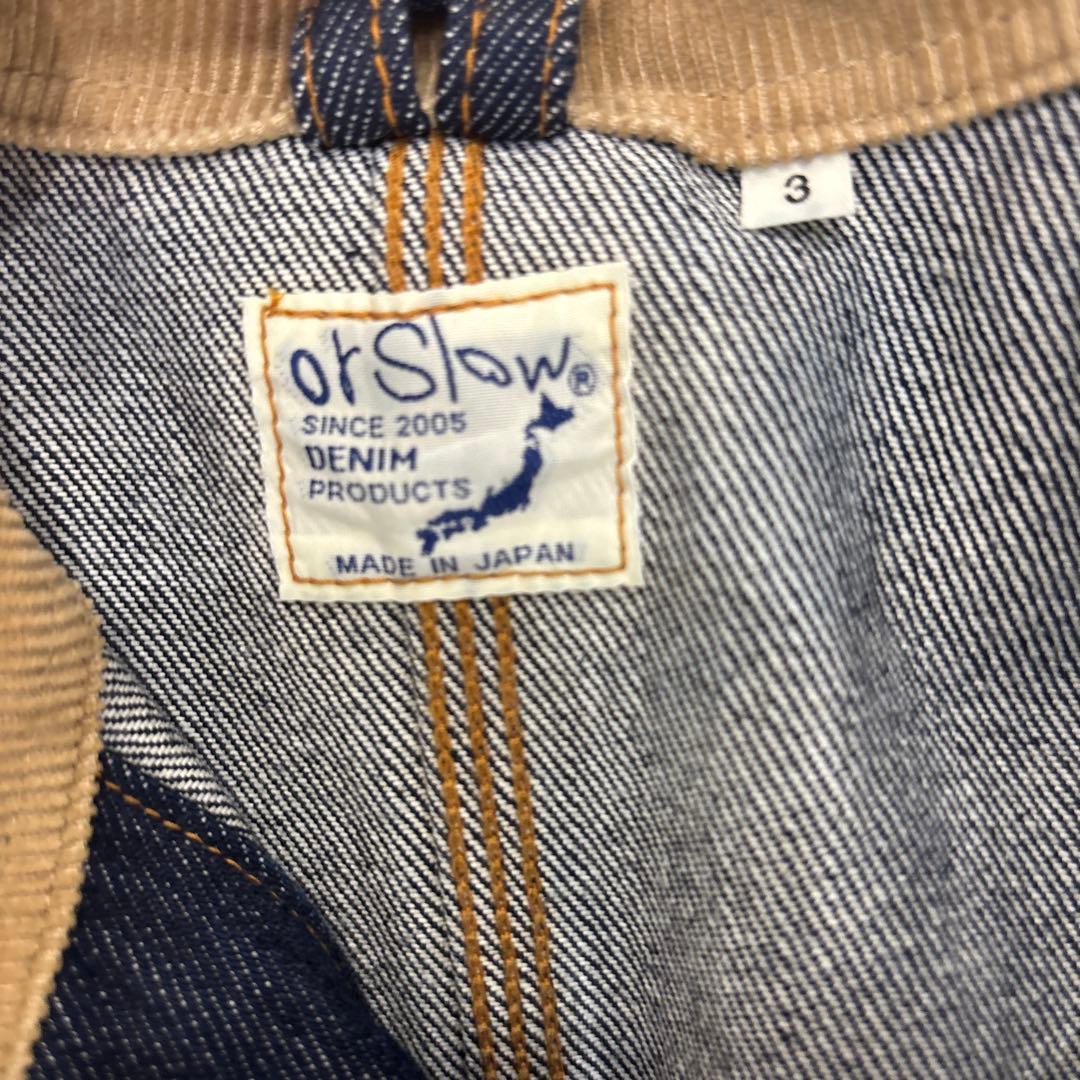 3
orSlow®
SINCE 2005
DENIM
PRODUCTS
MADE IN JAPAN